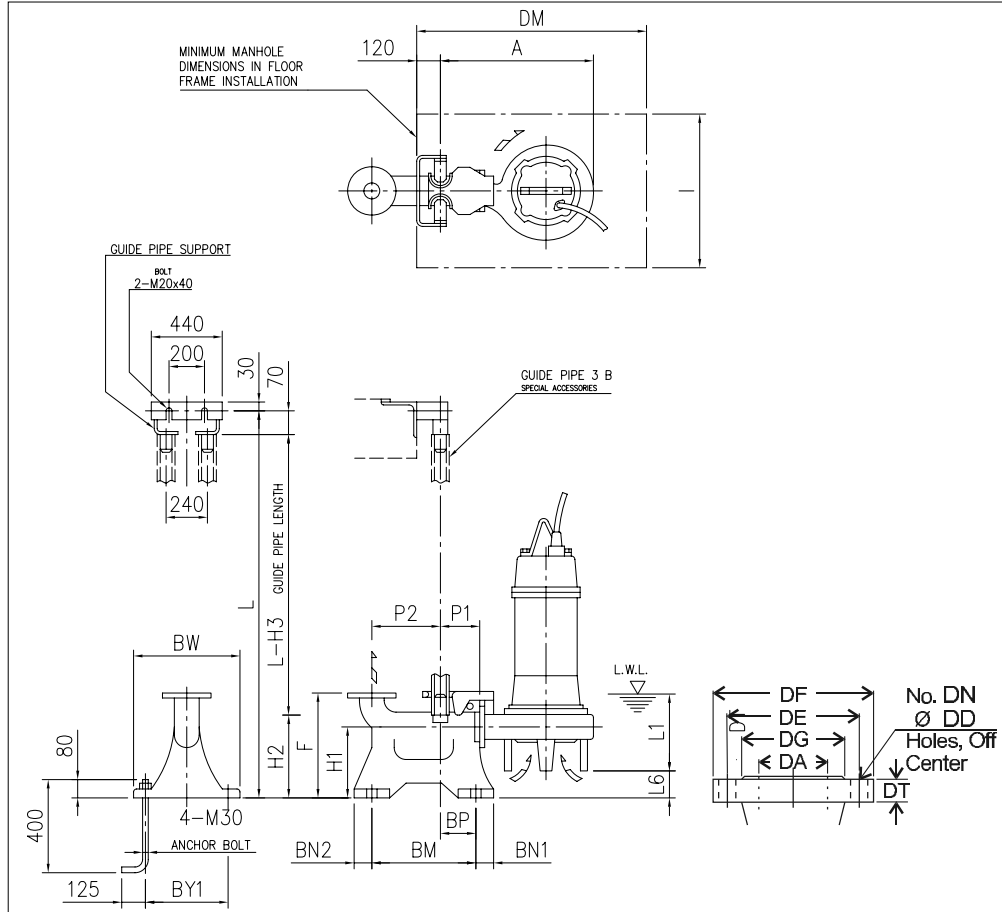 DM
120
A
MINIMUM MANHOLE
DIMENSIONS IN FLOOR
FRAME INSTALLATION
I
GUIDE PIPE SUPPORT
BOLT
2-M20x40
440
200
30
70
GUIDE PIPE 3 B
SPECIAL ACCESSORIES
240
L
L-H3 GUIDE PIPE LENGTH
BW
P2
P1
L.W.L.
80
H2
F
H1
L1
L6
400
4-M30
ANCHOR BOLT
BP
BN2
BM
BN1
125
BY1
DF
DE
DG
DA
DT
No. DN
Ø DD
Holes, Off
Center